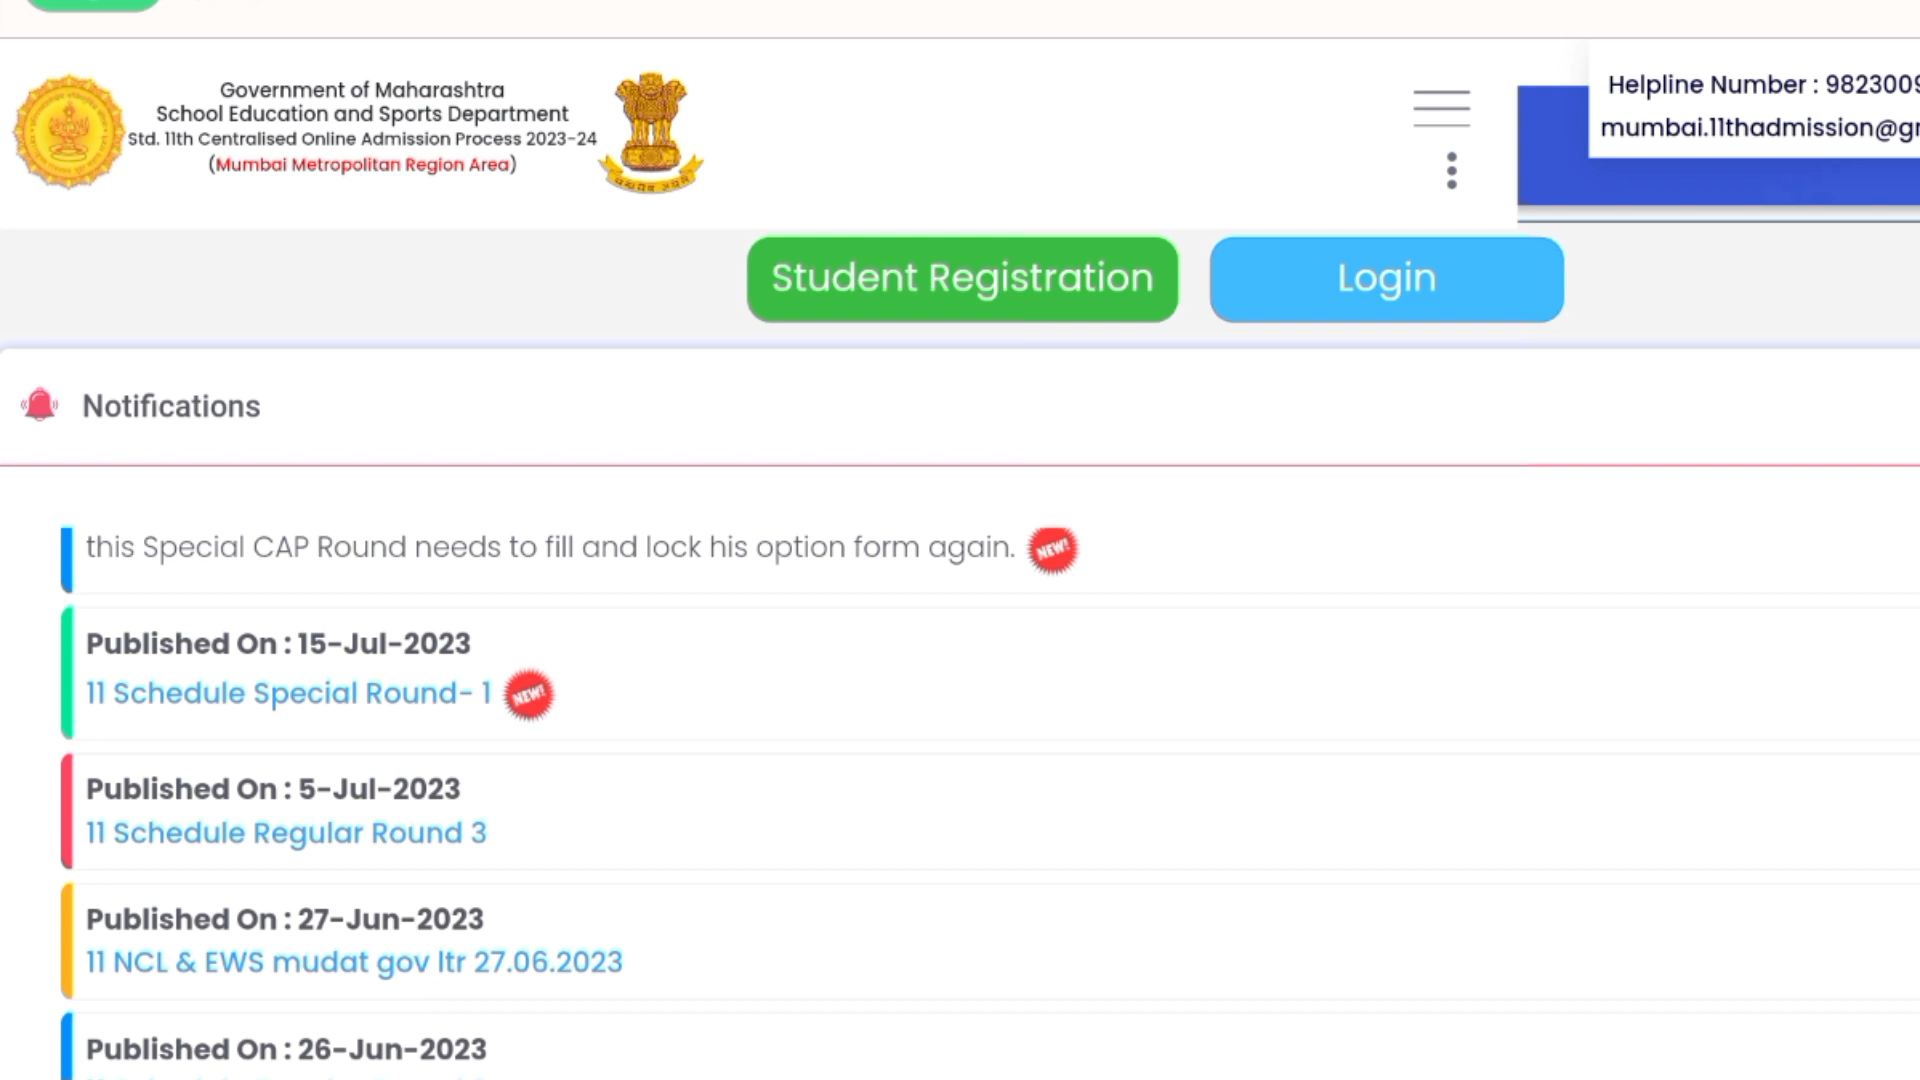 Government of Maharashtra
School Education and Sports Department
Std. 11th Centralised Online Admission Process 2023-24
(Mumbai Metropolitan Region Area)
Helpline Number : 982300
mumbai.11thadmission@g
Student Registration
Login
Notifications
this Special CAP Round needs to fill and lock his option form again. NEW!
Published On : 15-Jul-2023
11 Schedule Special Round- 1 NEW!
Published On : 5-Jul-2023
11 Schedule Regular Round 3
Published On : 27-Jun-2023
11 NCL & EWS mudat gov ltr 27.06.2023
Published On : 26-Jun-2023